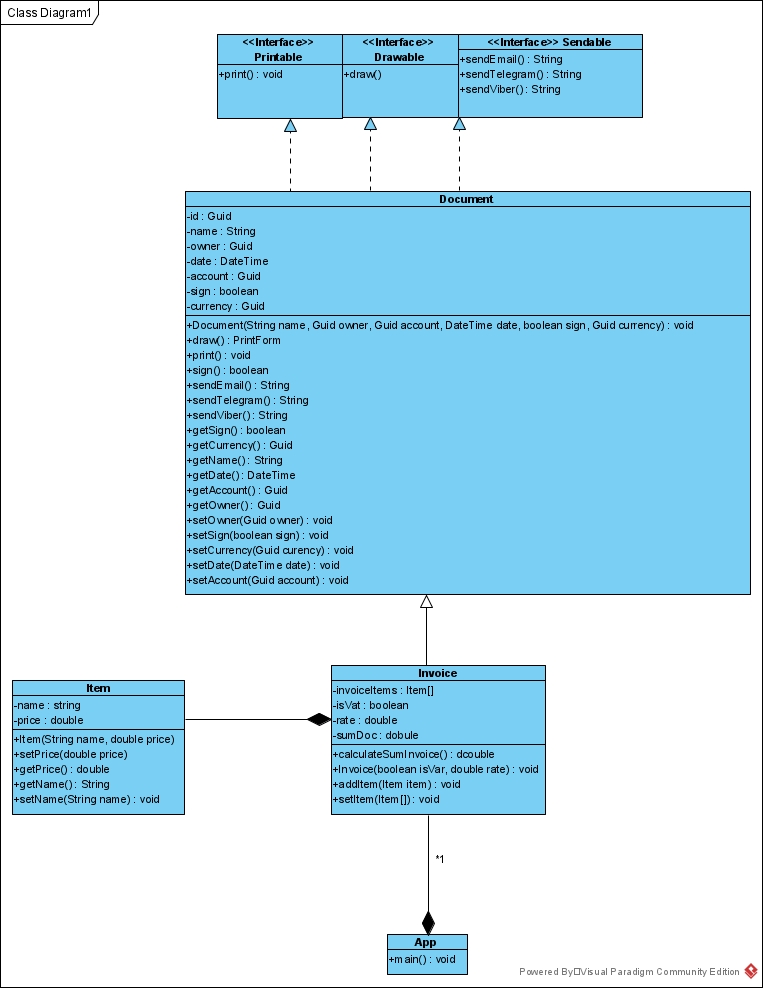 Class Diagram1
<<Interface>>
Printable
+print() : void
<<Interface>>
Drawable
+draw()
<<Interface>> Sendable
+sendEmail() : String
+sendTelegram() : String
+sendViber() : String
Document
-id : Guid
-name : String
-owner : Guid
-date : DateTime
-account : Guid
-sign : boolean
-currency : Guid
+Document(String name, Guid owner, Guid account, DateTime date, boolean sign, Guid currency) : void
+draw() : PrintForm
+print() : void
+sign() : boolean
+sendEmail() : String
+sendTelegram() : String
+sendViber() : String
+getSign() : boolean
+getCurrency() : Guid
+getName() : String
+getDate() : DateTime
+getAccount() : Guid
+getOwner() : Guid
+setOwner(Guid owner) : void
+setSign(boolean sign) : void
+setCurrency(Guid curency) : void
+setDate(DateTime date) : void
+setAccount(Guid account) : void
Item
-name : string
-price : double
+Item(String name, double price)
+setPrice(double price)
+getPrice() : double
+getName() : String
+setName(String name) : void
Invoice
-invoiceItems : Item[]
-isVat : boolean
-rate : double
-sumDoc : dobule
+calculateSumInvoice() : dcouble
+Invoice(boolean isVar, double rate) : void
+addItem(Item item) : void
+setItem(Item[]) : void
*1
App
+main() : void
Powered By Visual Paradigm Community Edition